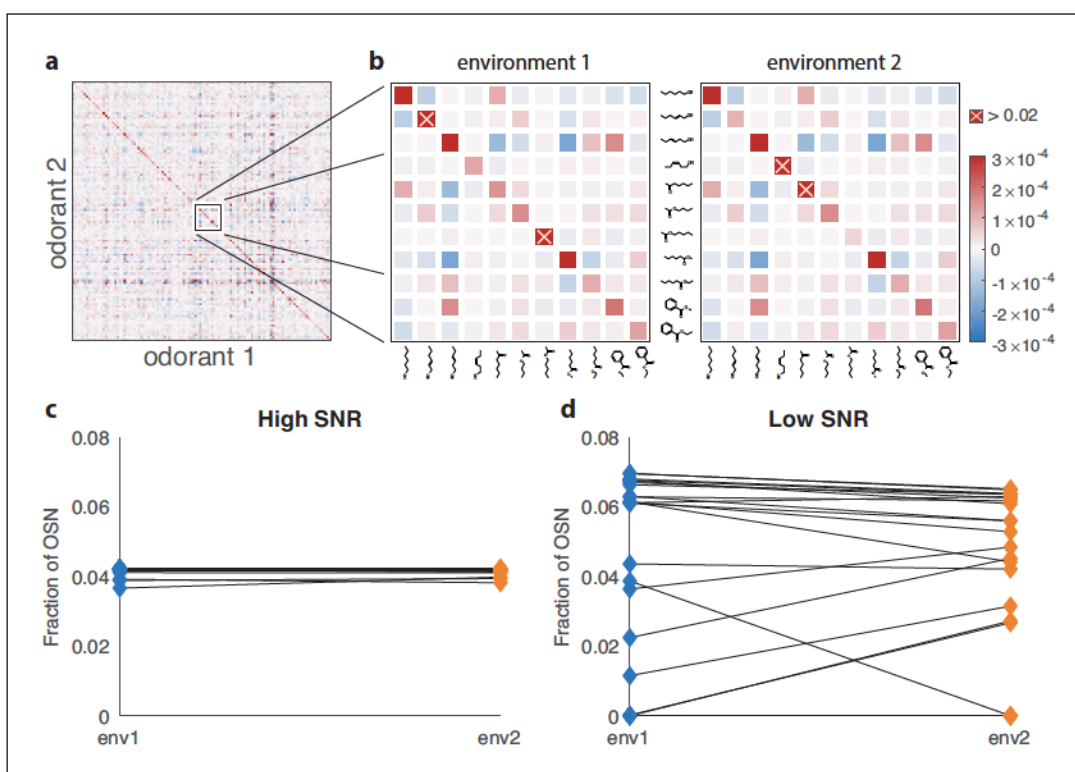 a
b
environment 1
environment 2
odorant 2
odorant 1
> 0.02
3×10⁻⁴
2×10⁻⁴
1×10⁻⁴
0
-1×10⁻⁴
-2×10⁻⁴
-3×10⁻⁴
c
High SNR
0.08
0.06
0.04
0.02
0
Fraction of OSN
env1
env2
d
Low SNR
0.08
0.06
0.04
0.02
0
Fraction of OSN
env1
env2